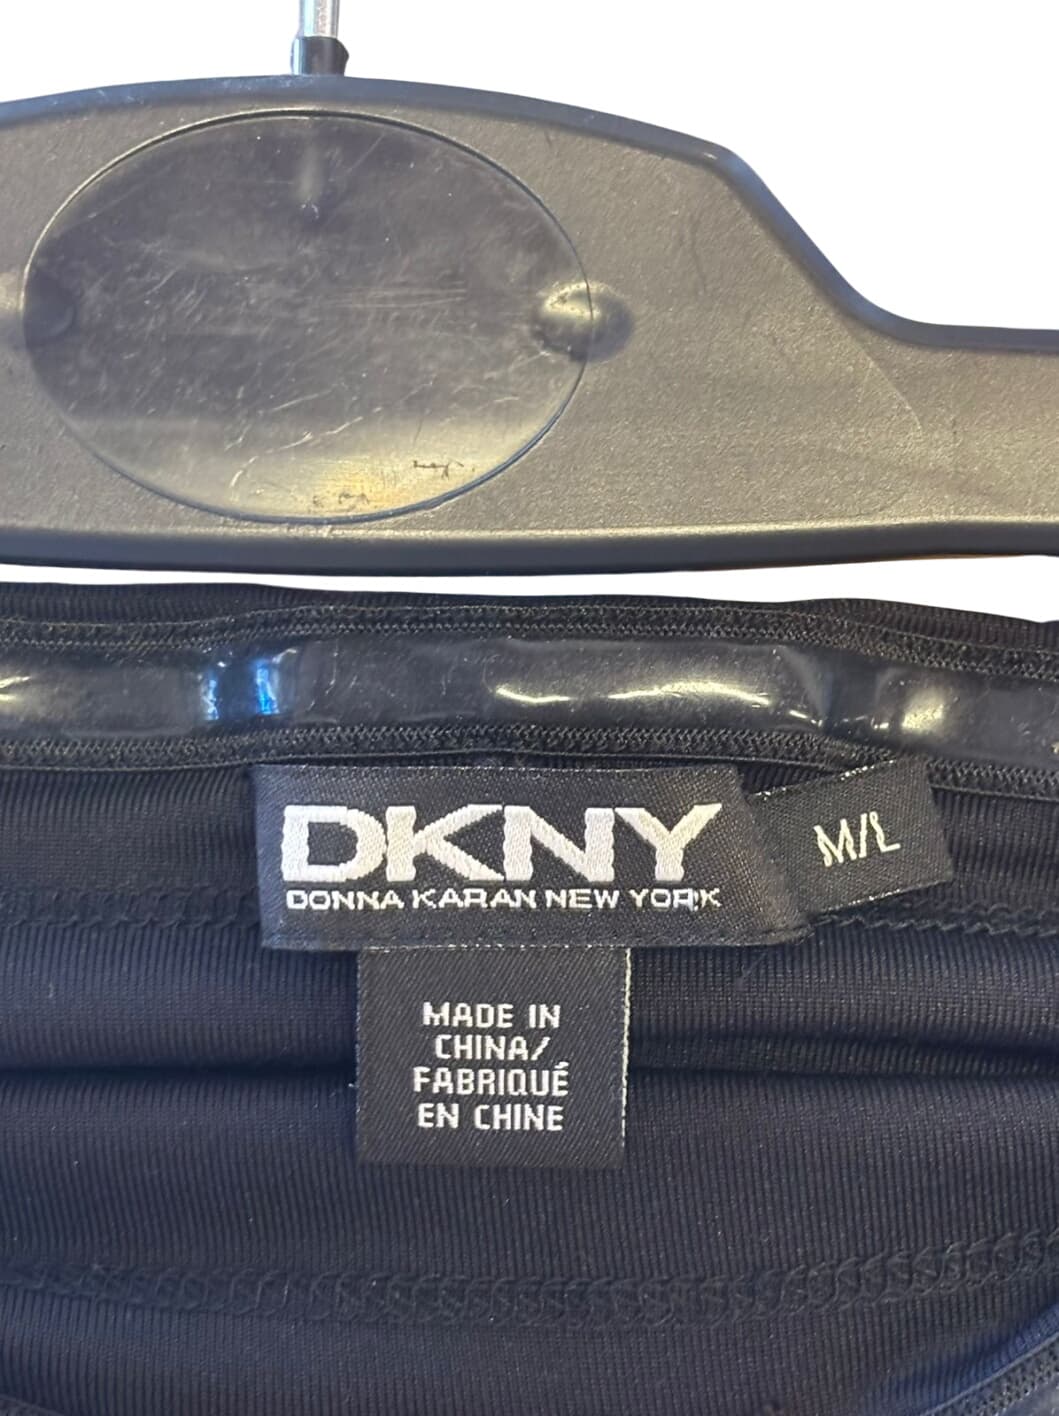 DKNY
DONNA KARAN NEW YORK
M/L
MADE IN
CHINA/
FABRIQUÉ
EN CHINE